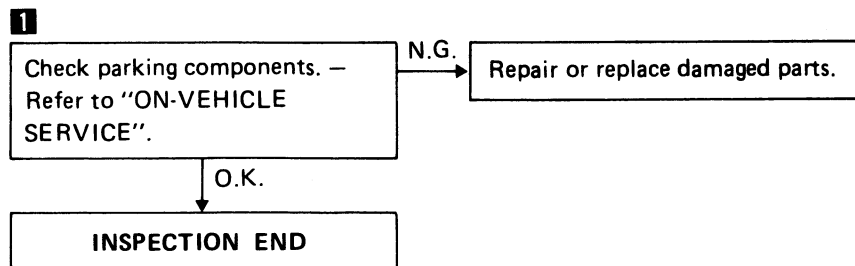 1
Check parking components. —
Refer to "ON-VEHICLE
SERVICE".
N.G.
Repair or replace damaged parts.
O.K.
INSPECTION END